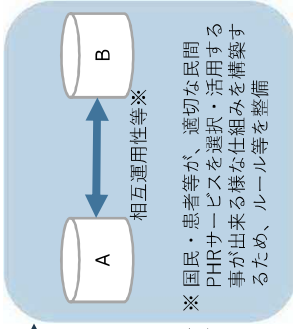 A
B
相互運用性等※
※ 国民・患者等が、適切な民間
PHRサービスを選択・活用する
事が出来る様な仕組みを構築す
るため、ルール等を整備